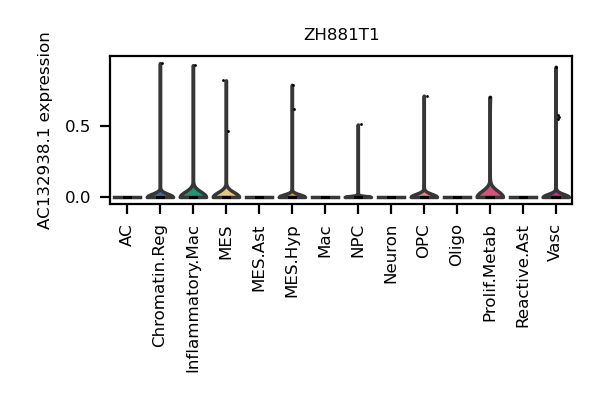 ZH881T1
AC132938.1 expression
0.5
0.0
AC
Chromatin.Reg
Inflammatory.Mac
MES
MES.Ast
MES.Hyp
Mac
NPC
Neuron
OPC
Oligo
Prolif.Metab
Reactive.Ast
Vasc